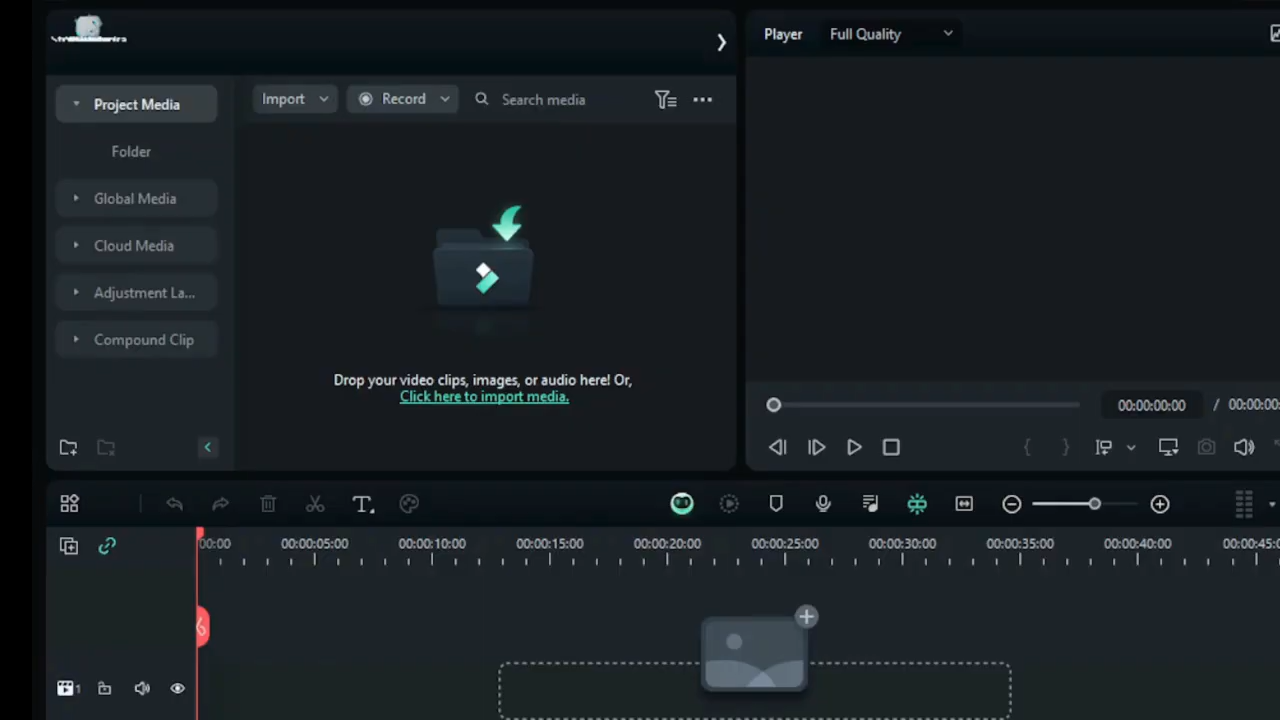 Player
Full Quality
Project Media
Folder
Global Media
Cloud Media
Adjustment La...
Compound Clip
Import
Record
Search media
Drop your video clips, images, or audio here! Or,
Click here to import media.
00:00:00:00 / 00:00:00:
00:00 00:00:05:00 00:00:10:00 00:00:15:00 00:00:20:00 00:00:25:00 00:00:30:00 00:00:35:00 00:00:40:00 00:00:45:0
1